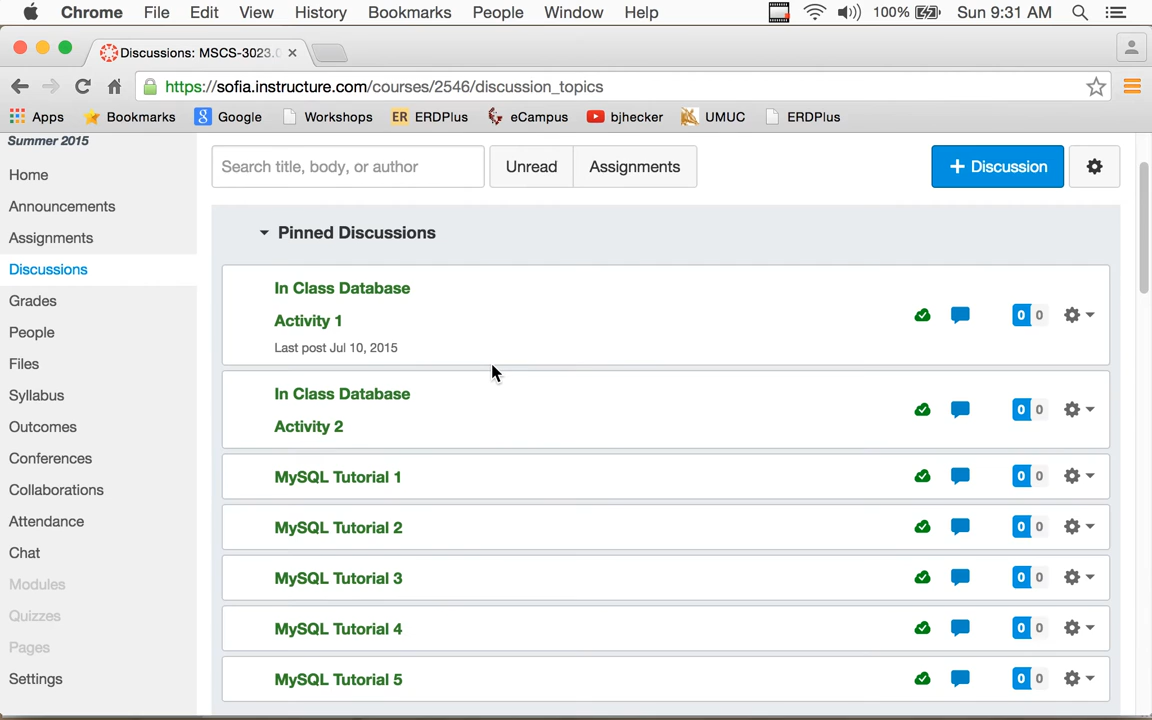 Chrome File Edit View History Bookmarks People Window Help 100% Sun 9:31 AM
Discussions: MSCS-3023.0
https://sofia.instructure.com/courses/2546/discussion_topics
Apps Bookmarks Google Workshops ERDPlus eCampus bjhecker UMUC ERDPlus
Summer 2015
Home
Announcements
Assignments
Discussions
Grades
People
Files
Syllabus
Outcomes
Conferences
Collaborations
Attendance
Chat
Modules
Quizzes
Pages
Settings
Search title, body, or author Unread Assignments + Discussion
Pinned Discussions
In Class Database
Activity 1
Last post Jul 10, 2015
0 0
In Class Database
Activity 2
0 0
MySQL Tutorial 1 0 0
MySQL Tutorial 2 0 0
MySQL Tutorial 3 0 0
MySQL Tutorial 4 0 0
MySQL Tutorial 5 0 0